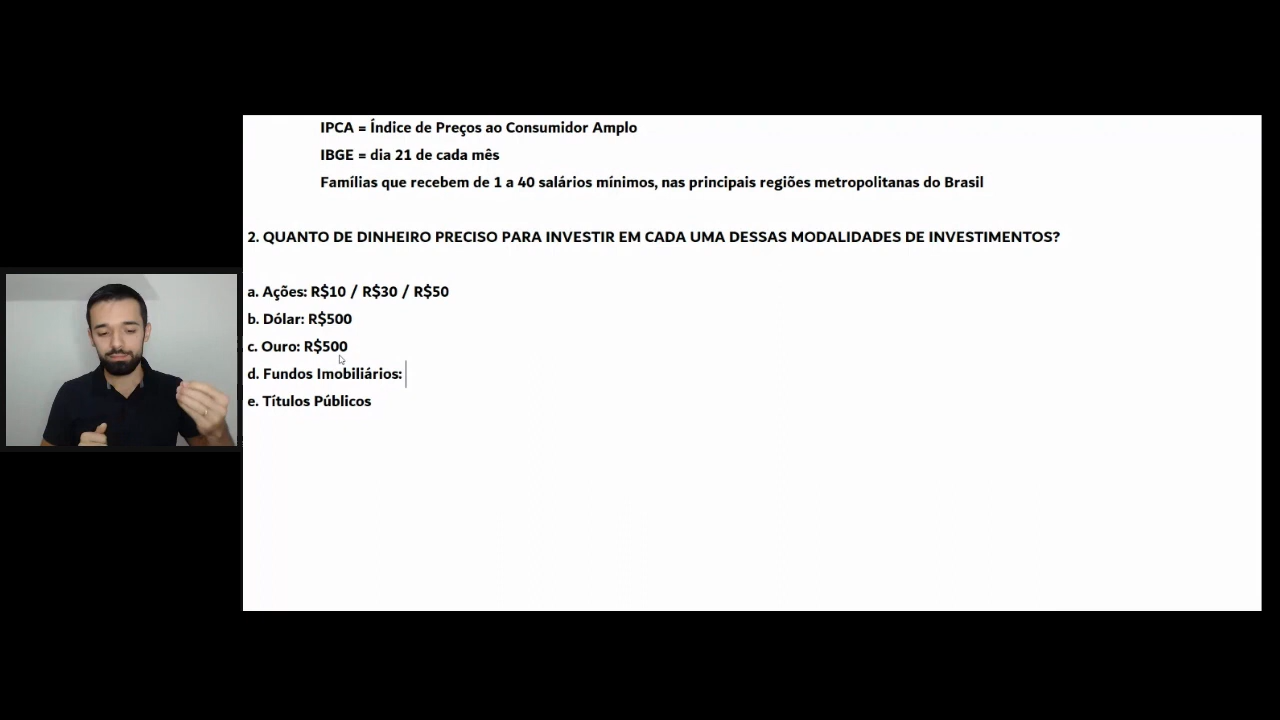 IPCA = Índice de Preços ao Consumidor Amplo
IBGE = dia 21 de cada mês
Famílias que recebem de 1 a 40 salários mínimos, nas principais regiões metropolitanas do Brasil
2. QUANTO DE DINHEIRO PRECISO PARA INVESTIR EM CADA UMA DESSAS MODALIDADES DE INVESTIMENTOS?
a. Ações: R$10 / R$30 / R$50
b. Dólar: R$500
c. Ouro: R$500
d. Fundos Imobiliários:
e. Títulos Públicos